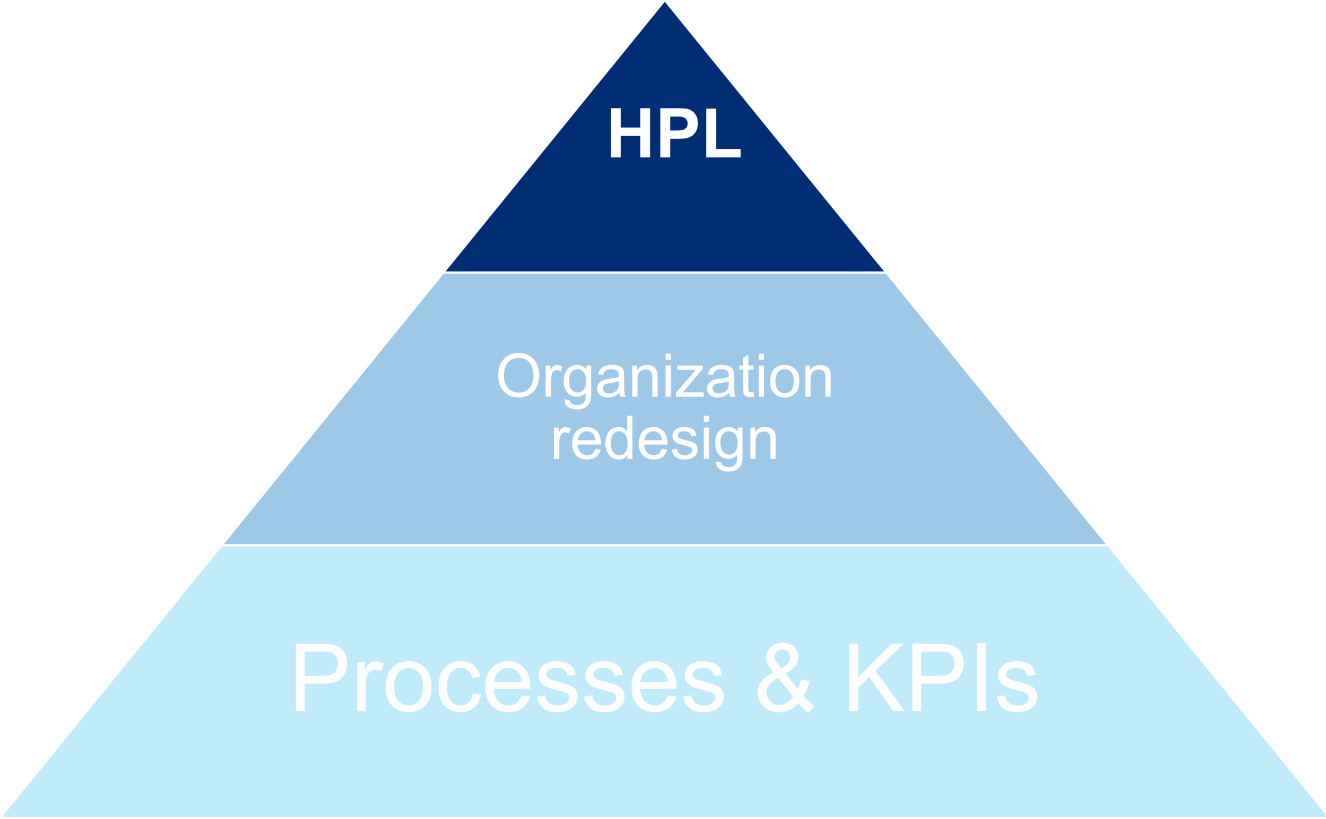 HPL
Organization
redesign
Processes & KPIs